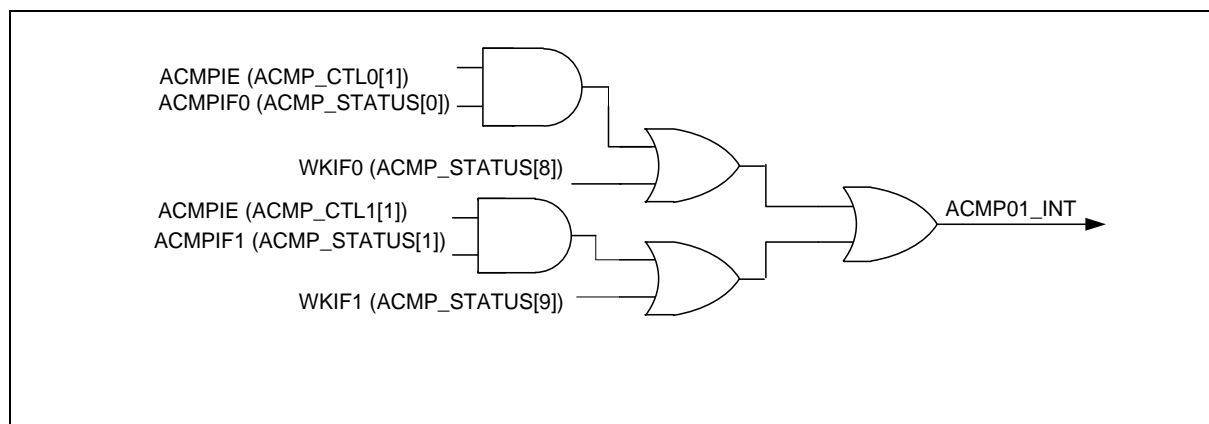 ACMPIE (ACMP_CTL0[1])
ACMPIF0 (ACMP_STATUS[0])
WKIF0 (ACMP_STATUS[8])
ACMPIE (ACMP_CTL1[1])
ACMPIF1 (ACMP_STATUS[1])
WKIF1 (ACMP_STATUS[9])
ACMP01_INT